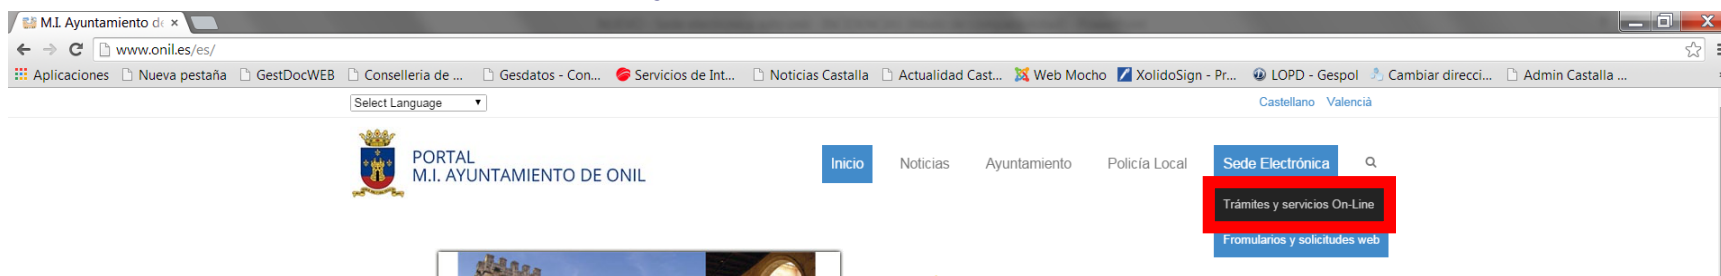 M.I. Ayuntamiento de
www.onil.es/es/
Aplicaciones Nueva pestaña GestDocWEB Conselleria de ... Gesdatos - Con... Servicios de Int... Noticias Castalla Actualidad Cast... Web Mocho XolidoSign - Pr... LOPD - Gespol Cambiar direcci... Admin Castalla ...
Select Language Castellano Valencià
PORTAL
M.I. AYUNTAMIENTO DE ONIL
Inicio Noticias Ayuntamiento Policía Local Sede Electrónica
Trámites y servicios On-Line
Fromularios y solicitudes web